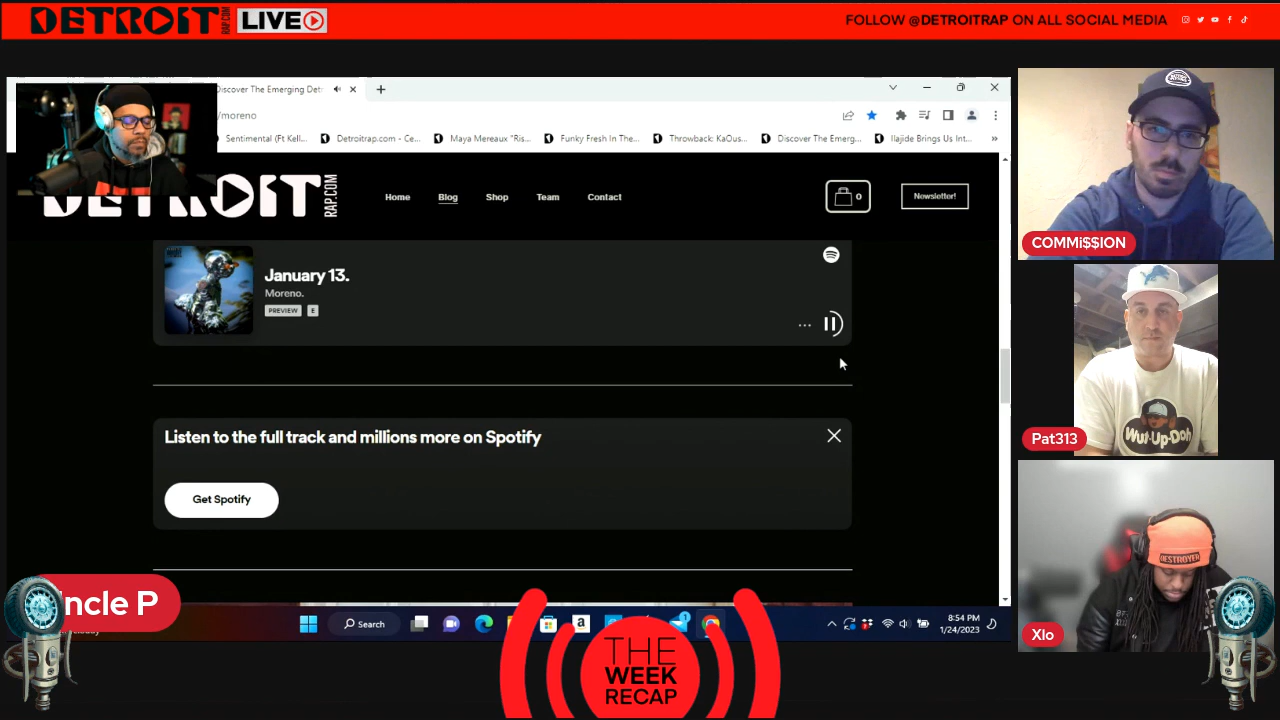 DETROIT RAP.COM LIVE
FOLLOW @DETROITRAP ON ALL SOCIAL MEDIA
Discover The Emerging Det
/moreno
Sentimental (Ft Kell...
Detroitrap.com - Ce...
Maya Mereaux "Ris...
Funky Fresh In The...
Throwback: KaOus...
Discover The Emerg...
Ilajide Brings Us Int...
»
DETROIT RAP.COM
Home
Blog
Shop
Team
Contact
0
Newsletter!
January 13.
Moreno.
PREVIEW E
Listen to the full track and millions more on Spotify
Get Spotify
COMMi$$ION
Wut-Up-Doh
Pat313
DESTROYER
Xlo
ncle P
Search
8:54 PM
1/24/2023
THE
WEEK
RECAP